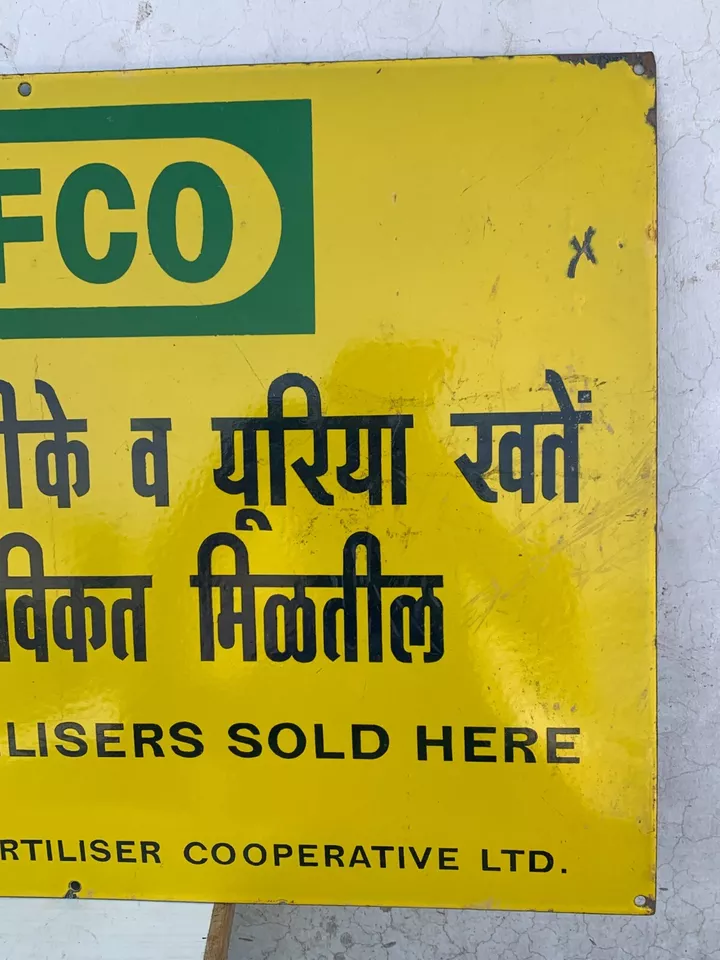 FCO
ीके व यूरिया खतें
विकत मिळतील
LISERS SOLD HERE
RTILISER COOPERATIVE LTD.